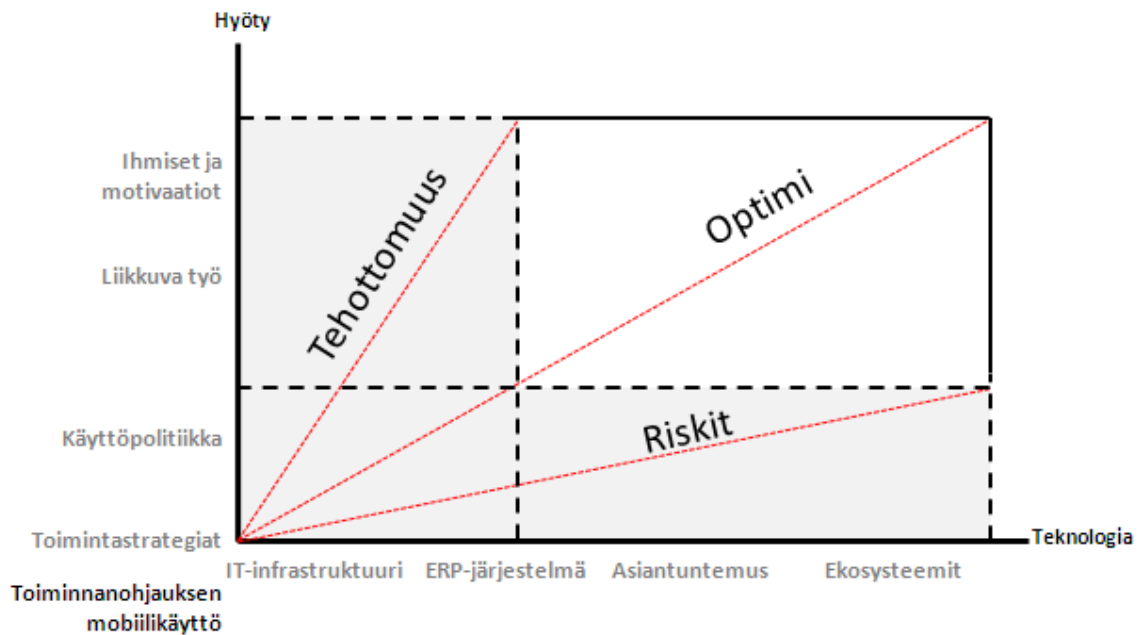 Hyöty
Ihmiset ja
motivaatiot
Tehottomuus
Optimi
Liikkuva työ
Käyttöpolitiikka
Riskit
Toimintastrategiat
Teknologia
IT-infrastruktuuri ERP-järjestelmä Asiantuntemus Ekosysteemit
Toiminnanohjauksen
mobiilikäyttö